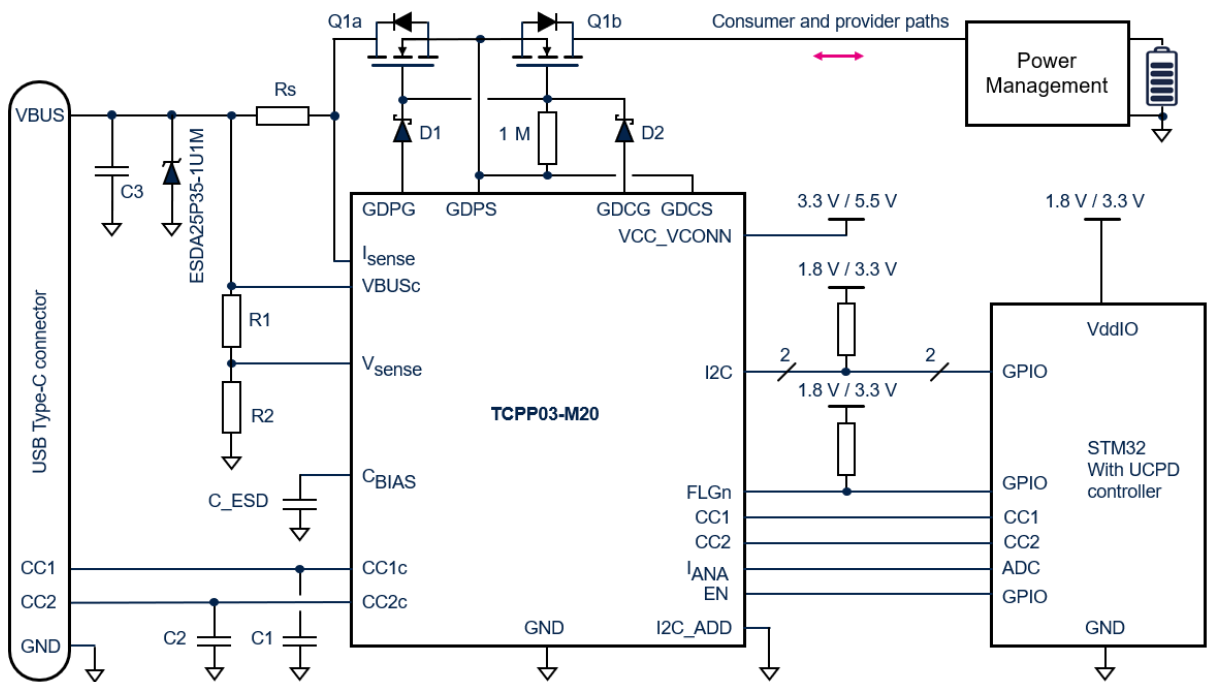 Q1a
Q1b
Consumer and provider paths
Rs
Power
Management
VBUS
D1
1 M
D2
C3
ESDA25P35-1U1M
GDPG
GDPS
GDCG
GDCS
3.3 V / 5.5 V
1.8 V / 3.3 V
VCC_VCONN
Isense
1.8 V / 3.3 V
VBUSc
R1
VddIO
Vsense
I2C
2
2
GPIO
1.8 V / 3.3 V
R2
TCPP03-M20
USB Type-C connector
STM32
With UCPD
controller
CBIAS
C_ESD
FLGn
GPIO
CC1
CC1
CC2
CC2
CC1
CC1c
IANA
ADC
EN
GPIO
CC2
CC2c
C2
C1
GND
GND
I2C_ADD
GND